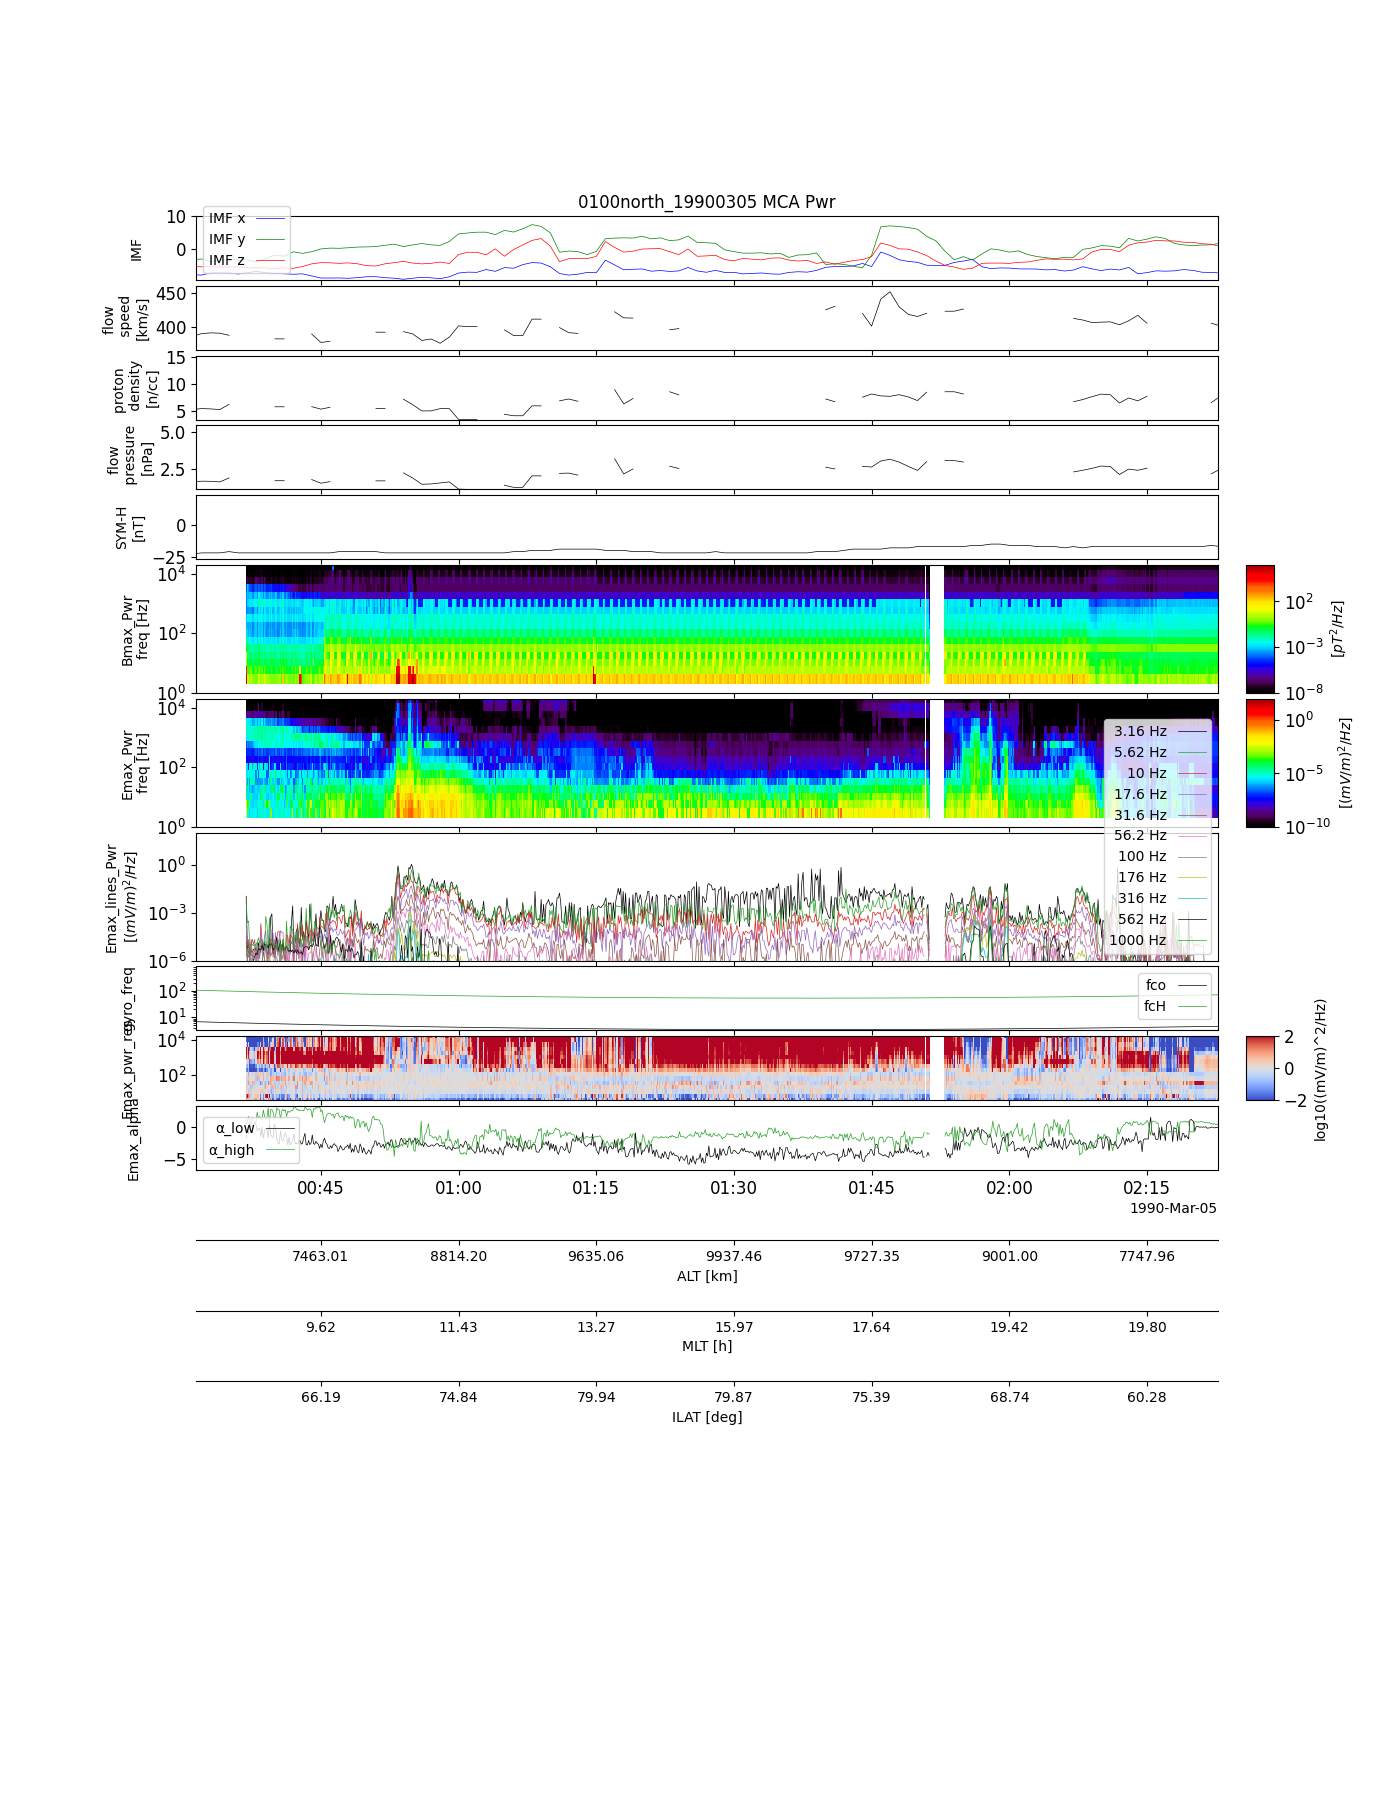 0100north_19900305 MCA Pwr
10
0
IMF
IMF x
IMF y
IMF z
450
400
flow
speed
[km/s]
15
10
5
proton
density
[n/cc]
5.0
2.5
flow
pressure
[nPa]
0
−25
SYM-H
[nT]
10^4
10^2
10^0
Bmax_Pwr
freq [Hz]
10^2
10^−3
10^−8
[pT^2/Hz]
10^4
10^2
10^0
Emax_Pwr
freq [Hz]
10^0
10^−5
10^−10
[(mV/m)^2/Hz]
3.16 Hz
5.62 Hz
10 Hz
17.6 Hz
31.6 Hz
56.2 Hz
100 Hz
176 Hz
316 Hz
562 Hz
1000 Hz
10^0
10^−3
10^−6
Emax_lines_Pwr
[(mV/m)^2/Hz]
10^2
10^1
gyro_freq
fco
fcH
10^4
10^2
Emax_pwr_res
2
0
−2
log10((mV/m)^2/Hz)
0
−5
Emax_alpha
α_low
α_high
00:45 01:00 01:15 01:30 01:45 02:00 02:15
1990-Mar-05
7463.01 8814.20 9635.06 9937.46 9727.35 9001.00 7747.96
ALT [km]
9.62 11.43 13.27 15.97 17.64 19.42 19.80
MLT [h]
66.19 74.84 79.94 79.87 75.39 68.74 60.28
ILAT [deg]